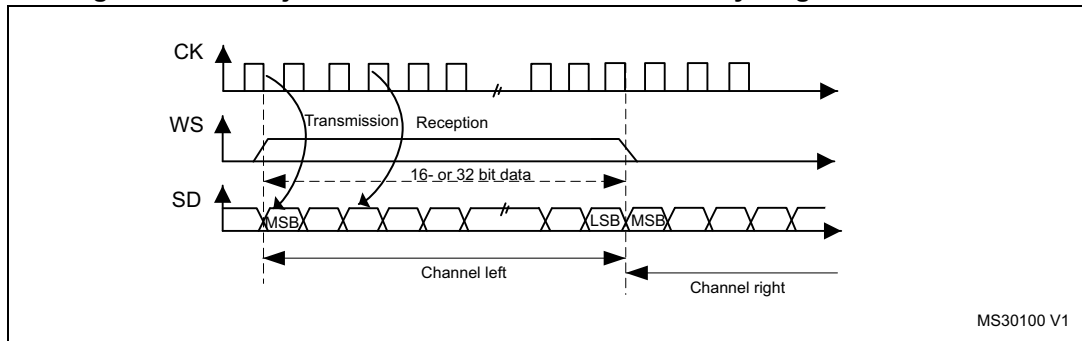 CK
Transmission
Reception
WS
16- or 32 bit data
SD
MSB
LSB
MSB
Channel left
Channel right
MS30100 V1